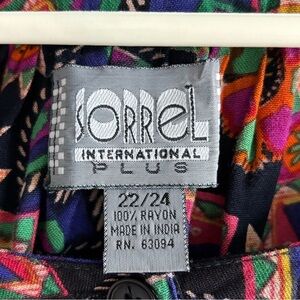 SORREL
INTERNATIONAL
PLUS
22/24
100% RAYON
MADE IN INDIA
RN. 63094